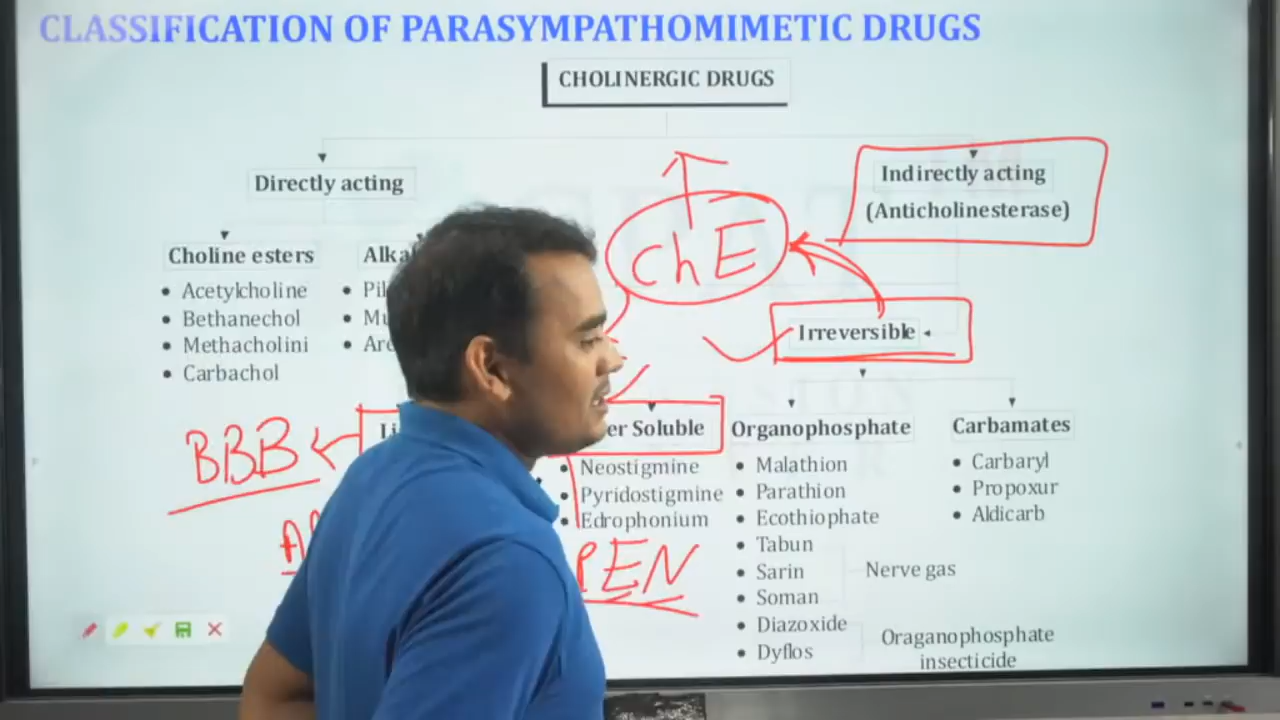 CLASSIFICATION OF PARASYMPATHOMIMETIC DRUGS
CHOLINERGIC DRUGS
Directly acting
Indirectly acting
(Anticholinesterase)
Choline esters
• Acetylcholine
• Bethanechol
• Methacholini
• Carbachol
ChE
Irreversible
BBB
Soluble
• Neostigmine
• Pyridostigmine
• Edrophonium
PEN
Organophosphate
• Malathion
• Parathion
• Ecothiophate
• Tabun
• Sarin
• Soman
Nerve gas
• Diazoxide
• Dyflos
Oraganophosphate
insecticide
Carbamates
• Carbaryl
• Propoxur
• Aldicarb